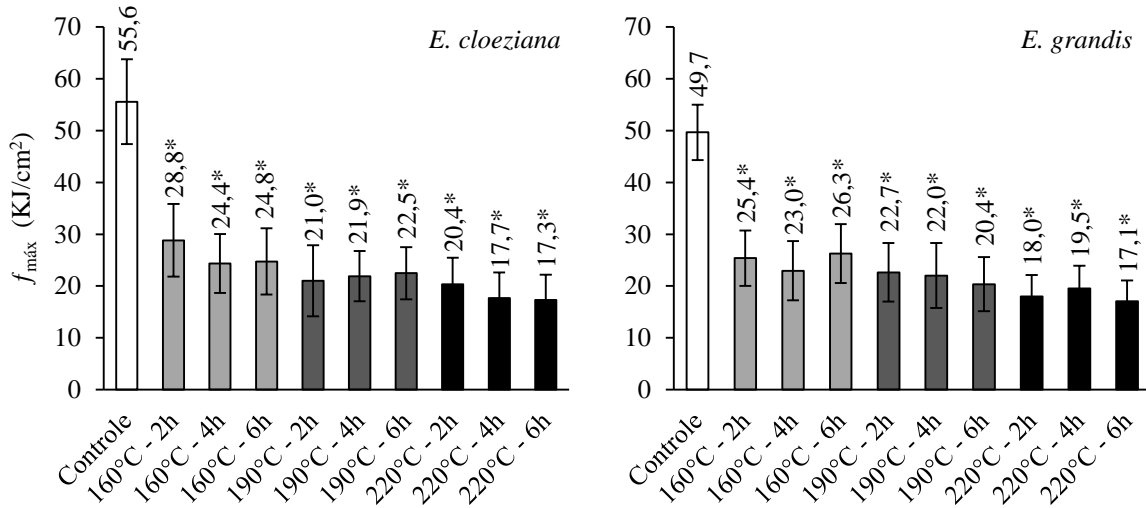 E. cloeziana
f máx (KJ/cm²)
70
60
50
40
30
20
10
0
55,6
28,8*
24,4*
24,8*
21,0*
21,9*
22,5*
20,4*
17,7*
17,3*
Controle
160°C - 2h
160°C - 4h
160°C - 6h
190°C - 2h
190°C - 4h
190°C - 6h
220°C - 2h
220°C - 4h
220°C - 6h
E. grandis
70
60
50
40
30
20
10
0
49,7
25,4*
23,0*
26,3*
22,7*
22,0*
20,4*
18,0*
19,5*
17,1*
Controle
160°C - 2h
160°C - 4h
160°C - 6h
190°C - 2h
190°C - 4h
190°C - 6h
220°C - 2h
220°C - 4h
220°C - 6h